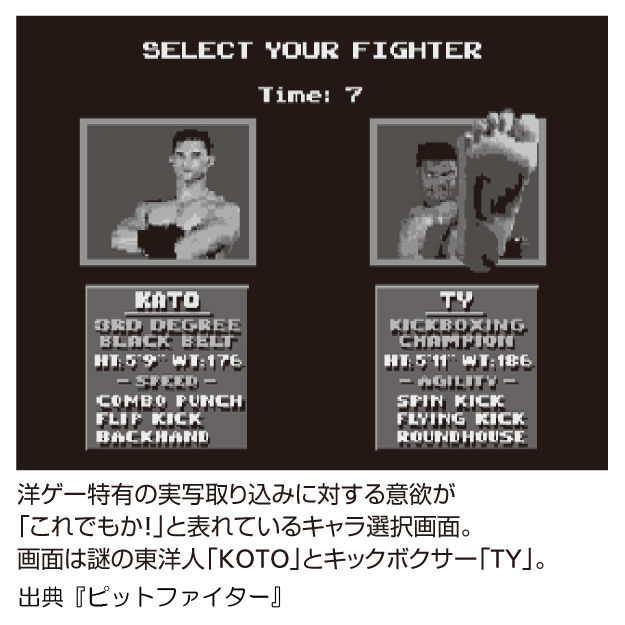 SELECT YOUR FIGHTER
Time: 7
KATO
3RD DEGREE
BLACK BELT
HT:5'9" WT:176
- SPEED -
COMBO PUNCH
FLIP KICK
BACKHAND
TY
KICKBOXING
CHAMPION
HT:5'11" WT:186
- AGILITY -
SPIN KICK
FLYING KICK
ROUNDHOUSE
洋ゲー特有の実写取り込みに対する意欲が
「これでもか!」と表れているキャラ選択画面。
画面は謎の東洋人「KOTO」とキックボクサー「TY」。
出典『ピットファイター』